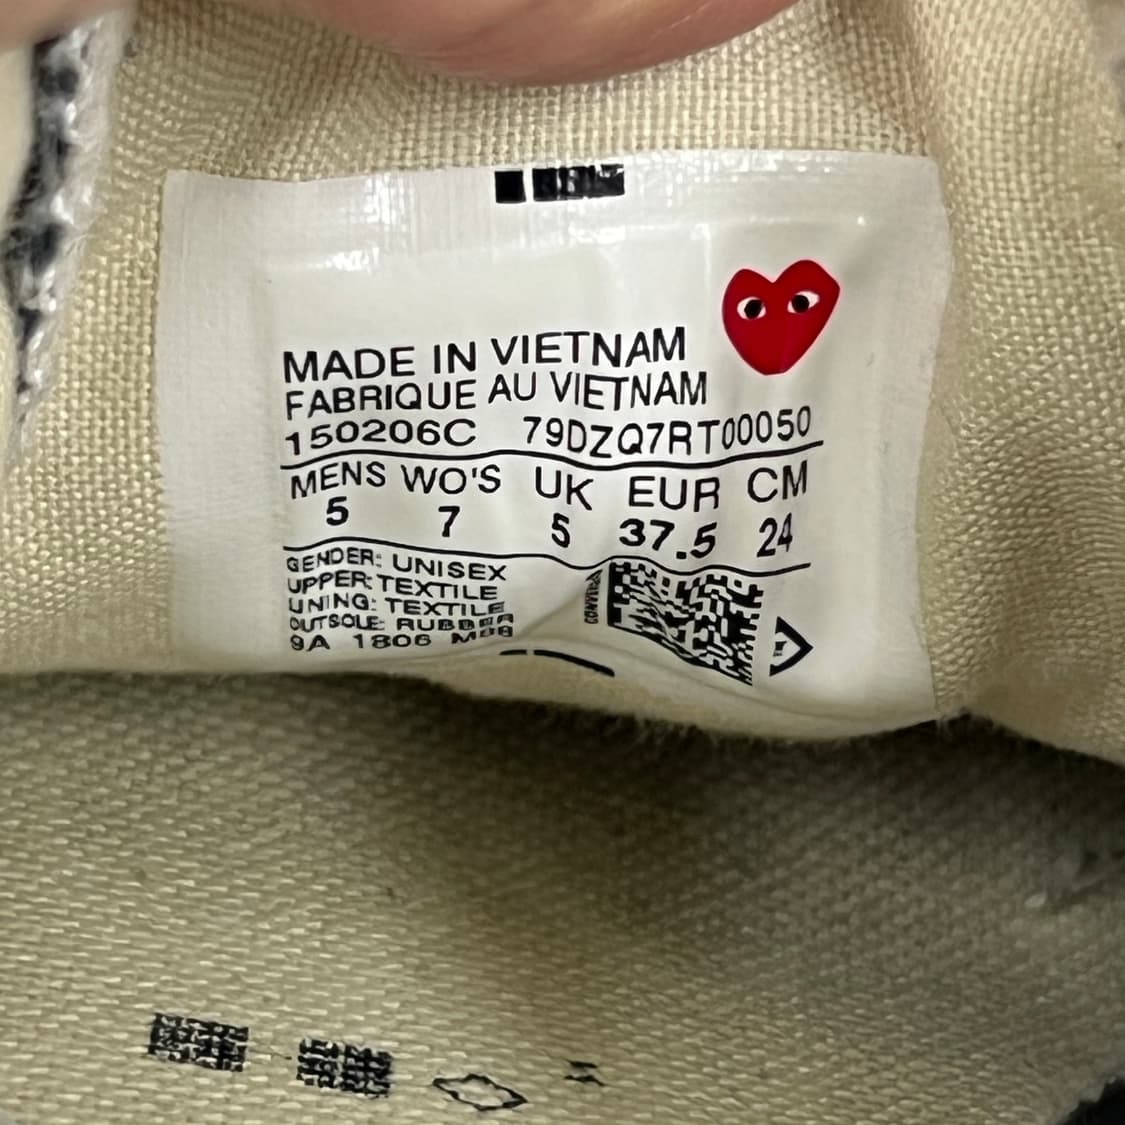 MADE IN VIETNAM
FABRIQUE AU VIETNAM
150206C 79DZQ7RT00050
MENS WO'S UK EUR CM
5 7 5 37.5 24
GENDER: UNISEX
UPPER: TEXTILE
LINING: TEXTILE
OUTSOLE: RUBBER
9A 1806 M08